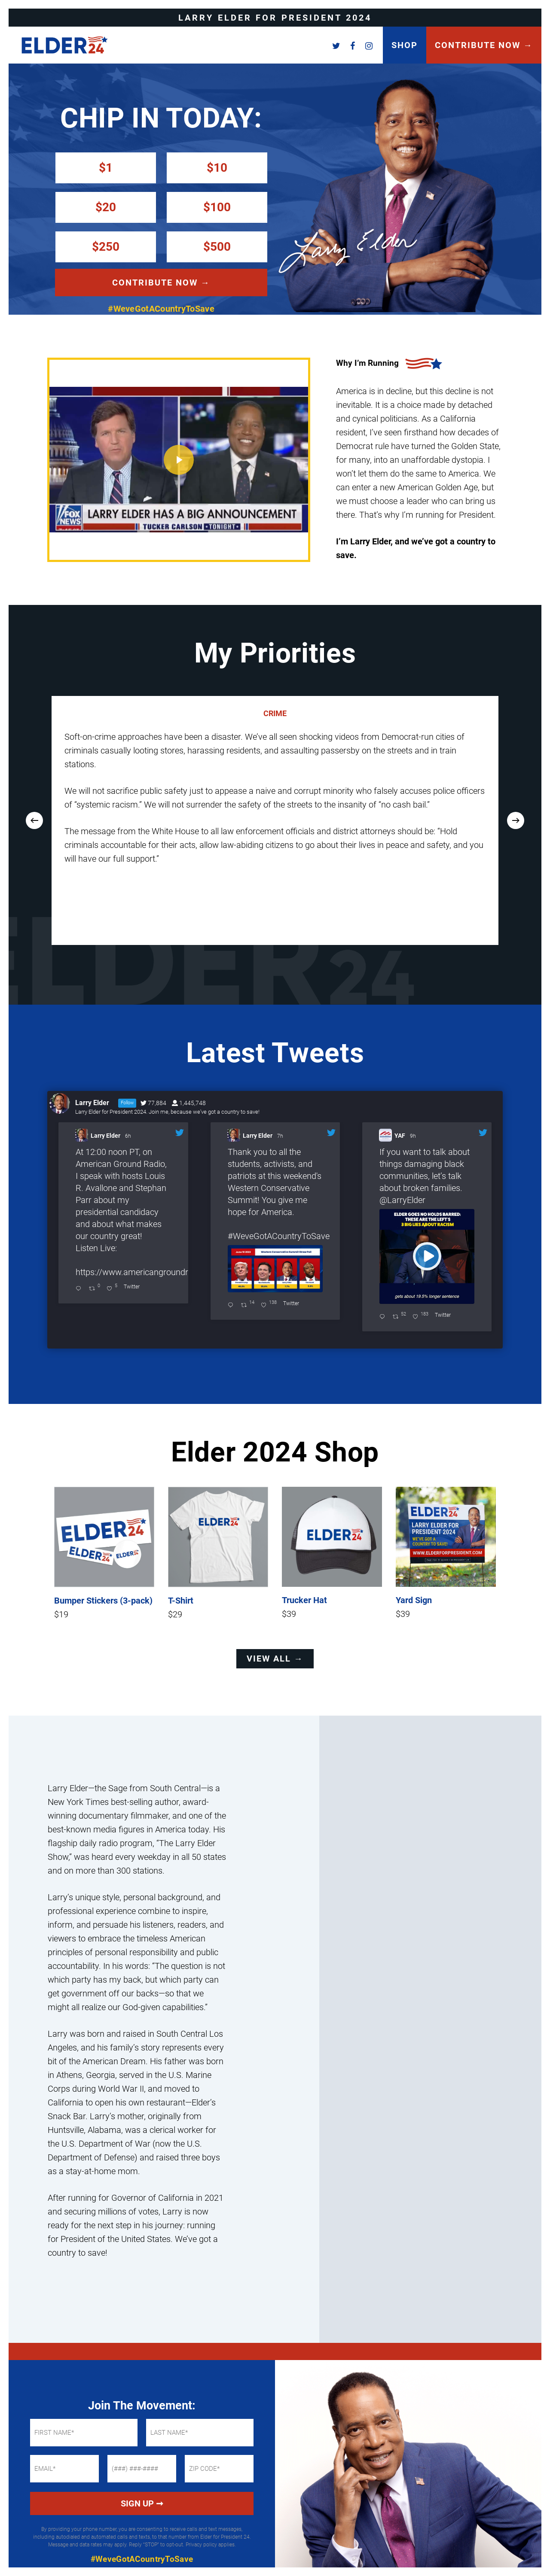 LARRY ELDER FOR PRESIDENT 2024
ELDER 24
SHOP
CONTRIBUTE NOW →
CHIP IN TODAY:
$1
$10
$20
$100
$250
$500
CONTRIBUTE NOW →
#WeveGotACountryToSave
Larry Elder
FOX NEWS
LARRY ELDER HAS A BIG ANNOUNCEMENT
TUCKER CARLSON TONIGHT
Why I'm Running
America is in decline, but this decline is not
inevitable. It is a choice made by detached
and cynical politicians. As a California
resident, I've seen firsthand how decades of
Democrat rule have turned the Golden State,
for many, into an unaffordable dystopia. I
won't let them do the same to America. We
can enter a new American Golden Age, but
we must choose a leader who can bring us
there. That's why I'm running for President.
I'm Larry Elder, and we've got a country to
save.
My Priorities
CRIME
Soft-on-crime approaches have been a disaster. We've all seen shocking videos from Democrat-run cities of
criminals casually looting stores, harassing residents, and assaulting passersby on the streets and in train
stations.
We will not sacrifice public safety just to appease a naive and corrupt minority who falsely accuses police officers
of "systemic racism." We will not surrender the safety of the streets to the insanity of "no cash bail."
The message from the White House to all law enforcement officials and district attorneys should be: "Hold
criminals accountable for their acts, allow law-abiding citizens to go about their lives in peace and safety, and you
will have our full support."
ELDER24
Latest Tweets
Larry Elder Follow 77,884 1,445,748
Larry Elder for President 2024. Join me, because we've got a country to save!
Larry Elder 6h
At 12:00 noon PT, on
American Ground Radio,
I speak with hosts Louis
R. Avallone and Stephan
Parr about my
presidential candidacy
and about what makes
our country great!
Listen Live:
https://www.americangroundr
0 5 Twitter
Larry Elder 7h
Thank you to all the
students, activists, and
patriots at this weekend's
Western Conservative
Summit! You give me
hope for America.
#WeveGotACountryToSave
14 138 Twitter
YAF 9h
If you want to talk about
things damaging black
communities, let's talk
about broken families.
@LarryElder
ELDER GOES NO HOLDS BARRED:
THESE ARE THE LEFT'S
3 BIG LIES ABOUT RACISM
gets about 18.5% longer sentence
52 183 Twitter
Elder 2024 Shop
ELDER 24
ELDER 24
ELDER
ELDER 24
ELDER 24
ELDER 24
LARRY ELDER FOR
PRESIDENT 2024
WE'VE GOT A
COUNTRY TO SAVE!
WWW.ELDERFORPRESIDENT.COM
Bumper Stickers (3-pack)
$19
T-Shirt
$29
Trucker Hat
$39
Yard Sign
$39
VIEW ALL →
Larry Elder—the Sage from South Central—is a
New York Times best-selling author, award-
winning documentary filmmaker, and one of the
best-known media figures in America today. His
flagship daily radio program, "The Larry Elder
Show," was heard every weekday in all 50 states
and on more than 300 stations.
Larry's unique style, personal background, and
professional experience combine to inspire,
inform, and persuade his listeners, readers, and
viewers to embrace the timeless American
principles of personal responsibility and public
accountability. In his words: "The question is not
which party has my back, but which party can
get government off our backs—so that we
might all realize our God-given capabilities."
Larry was born and raised in South Central Los
Angeles, and his family's story represents every
bit of the American Dream. His father was born
in Athens, Georgia, served in the U.S. Marine
Corps during World War II, and moved to
California to open his own restaurant—Elder's
Snack Bar. Larry's mother, originally from
Huntsville, Alabama, was a clerical worker for
the U.S. Department of War (now the U.S.
Department of Defense) and raised three boys
as a stay-at-home mom.
After running for Governor of California in 2021
and securing millions of votes, Larry is now
ready for the next step in his journey: running
for President of the United States. We've got a
country to save!
Join The Movement:
FIRST NAME*
LAST NAME*
EMAIL*
(###) ###-####
ZIP CODE*
SIGN UP →
By providing your phone number, you are consenting to receive calls and text messages,
including autodialed and automated calls and texts, to that number from Elder for President 24.
Message and data rates may apply. Reply "STOP" to opt-out. Privacy policy applies.
#WeveGotACountryToSave